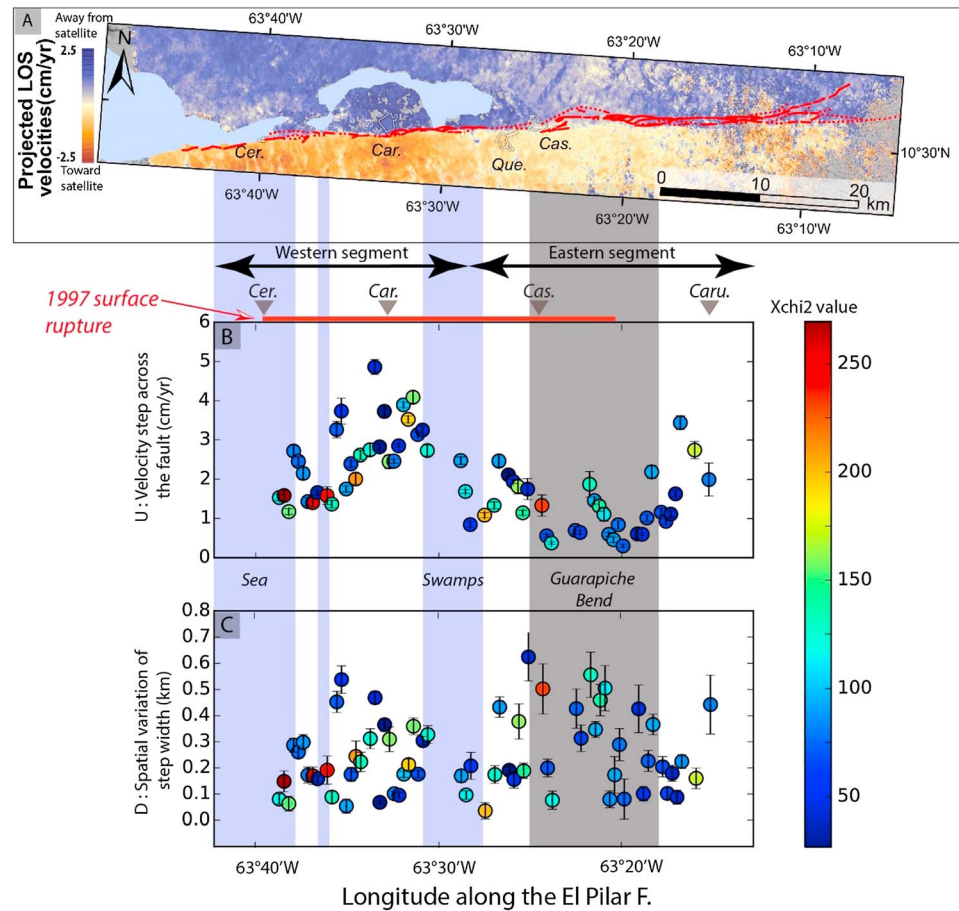 A
Away from
satellite
2.5
-2.5
Toward
satellite
Projected LOS
velocities(cm/yr)
N
63°40'W
63°30'W
63°20'W
63°10'W
10°30'N
Cer.
Car.
Que.
Cas.
0 10 20
km
63°40'W
63°30'W
63°20'W
63°10'W
Western segment
Eastern segment
Cer.
Car.
Cas.
Caru.
1997 surface
rupture
Xchi2 value
B
U : Velocity step across
the fault (cm/yr)
6
5
4
3
2
1
0
250
200
150
100
50
Sea
Swamps
Guarapiche
Bend
C
D : Spatial variation of
step width (km)
0.8
0.7
0.6
0.5
0.4
0.3
0.2
0.1
0.0
63°40'W
63°30'W
63°20'W
Longitude along the El Pilar F.